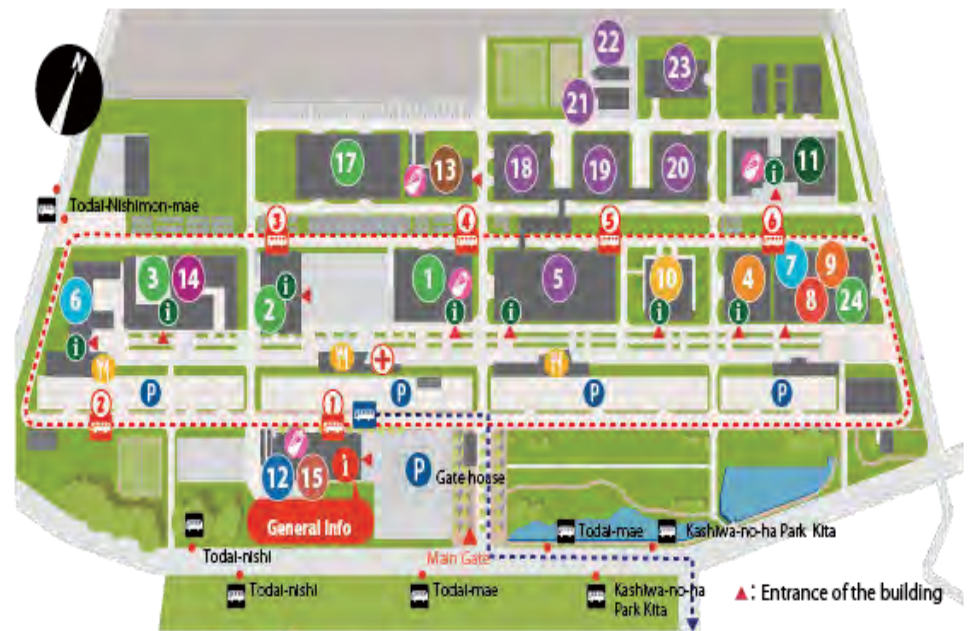 N
22
23
21
17
13
18
19
20
i
11
Todai-Nishimon-mae
3
4
5
6
6
3
14
i
2
i
1
i
5
i
10
i
4
i
7
9
8
24
i
P
P
P
P
2
1
12
15
i
P
Gate house
General Info
Todai-mae
Kashiwa-no-ha Park Kita
Todai-nishi
Main Gate
Todai-nishi
Todai-mae
Kashiwa-no-ha
Park Kita
: Entrance of the building